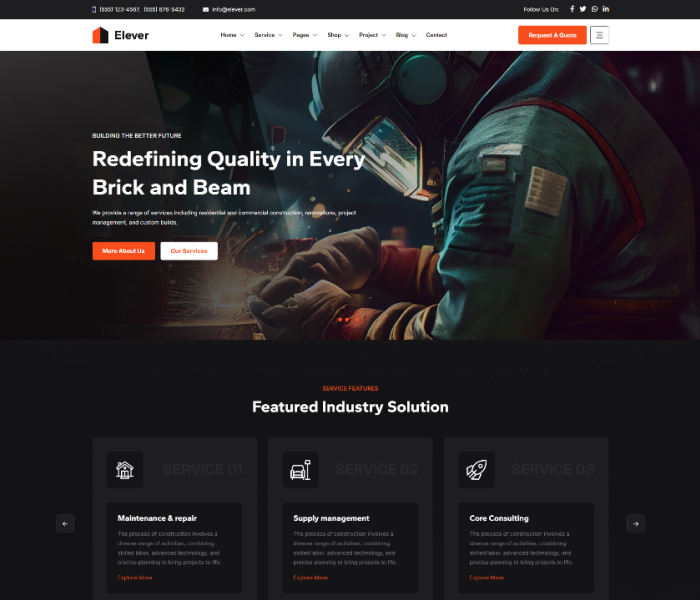 (555) 123-4567, (555) 876-5432
info@elever.com
Follow Us On:
Elever
Home
Service
Pages
Shop
Project
Blog
Contact
Request A Quote
BUILDING THE BETTER FUTURE
Redefining Quality in Every
Brick and Beam
We provide a range of services including residential and commercial construction, renovations, project
management, and custom builds.
More About Us
Our Services
SERVICE FEATURES
Featured Industry Solution
SERVICE 01
Maintenance & repair
The process of construction involves a
diverse range of activities, combining
skilled labor, advanced technology, and
precise planning to bring projects to life.
Explore More
SERVICE 02
Supply management
The process of construction involves a
diverse range of activities, combining
skilled labor, advanced technology, and
precise planning to bring projects to life.
Explore More
SERVICE 03
Core Consulting
The process of construction involves a
diverse range of activities, combining
skilled labor, advanced technology, and
precise planning to bring projects to life.
Explore More